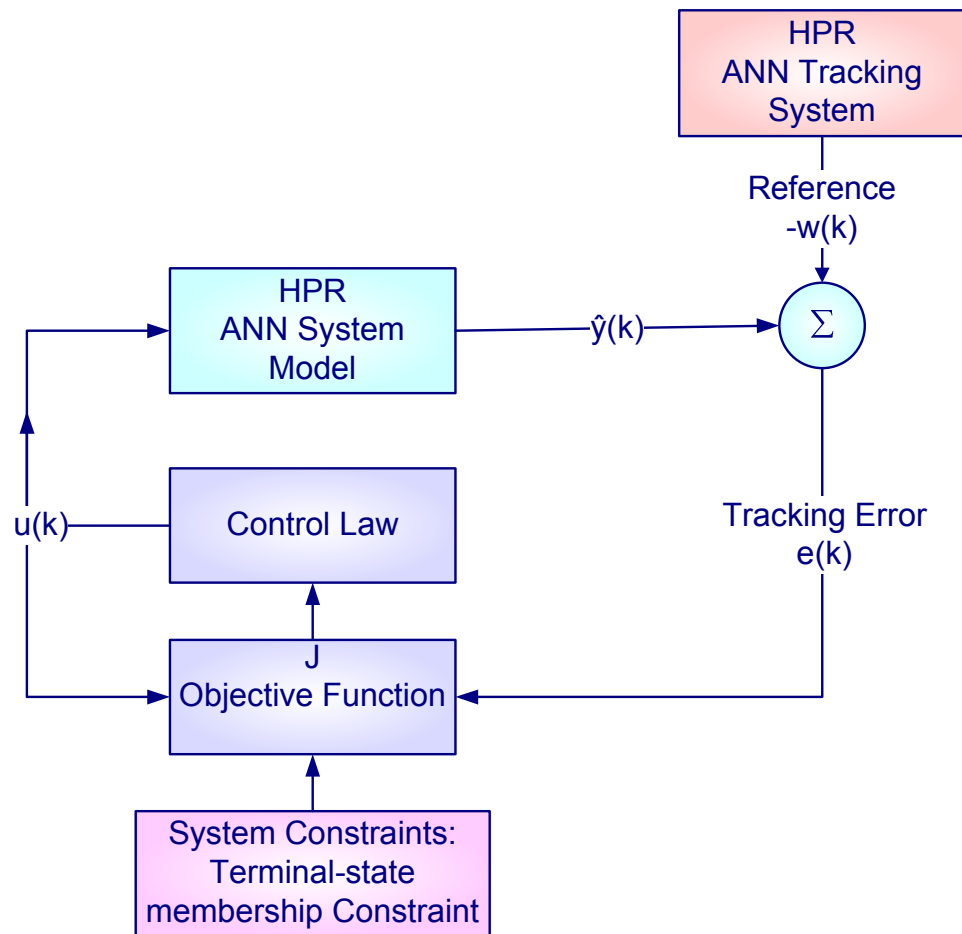 HPR
ANN Tracking
System
Reference
-w(k)
HPR
ANN System
Model
ŷ(k)
Σ
u(k)
Control Law
Tracking Error
e(k)
J
Objective Function
System Constraints:
Terminal-state
membership Constraint